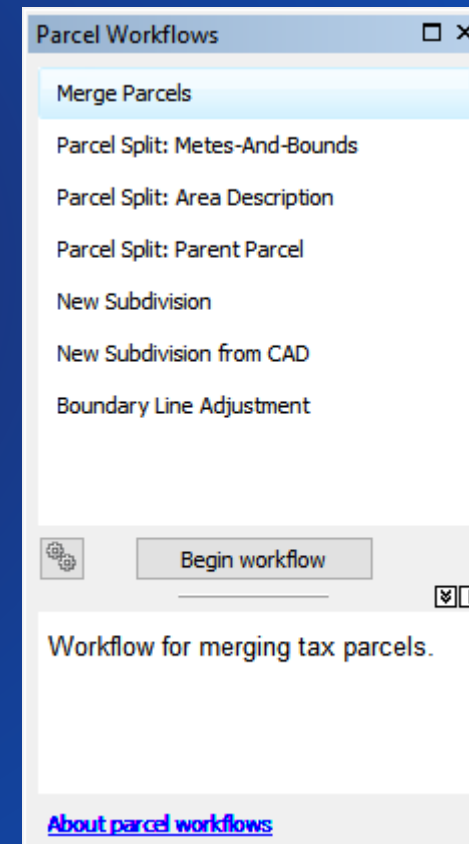 Parcel Workflows
Merge Parcels
Parcel Split: Metes-And-Bounds
Parcel Split: Area Description
Parcel Split: Parent Parcel
New Subdivision
New Subdivision from CAD
Boundary Line Adjustment
Begin workflow
Workflow for merging tax parcels.
About parcel workflows